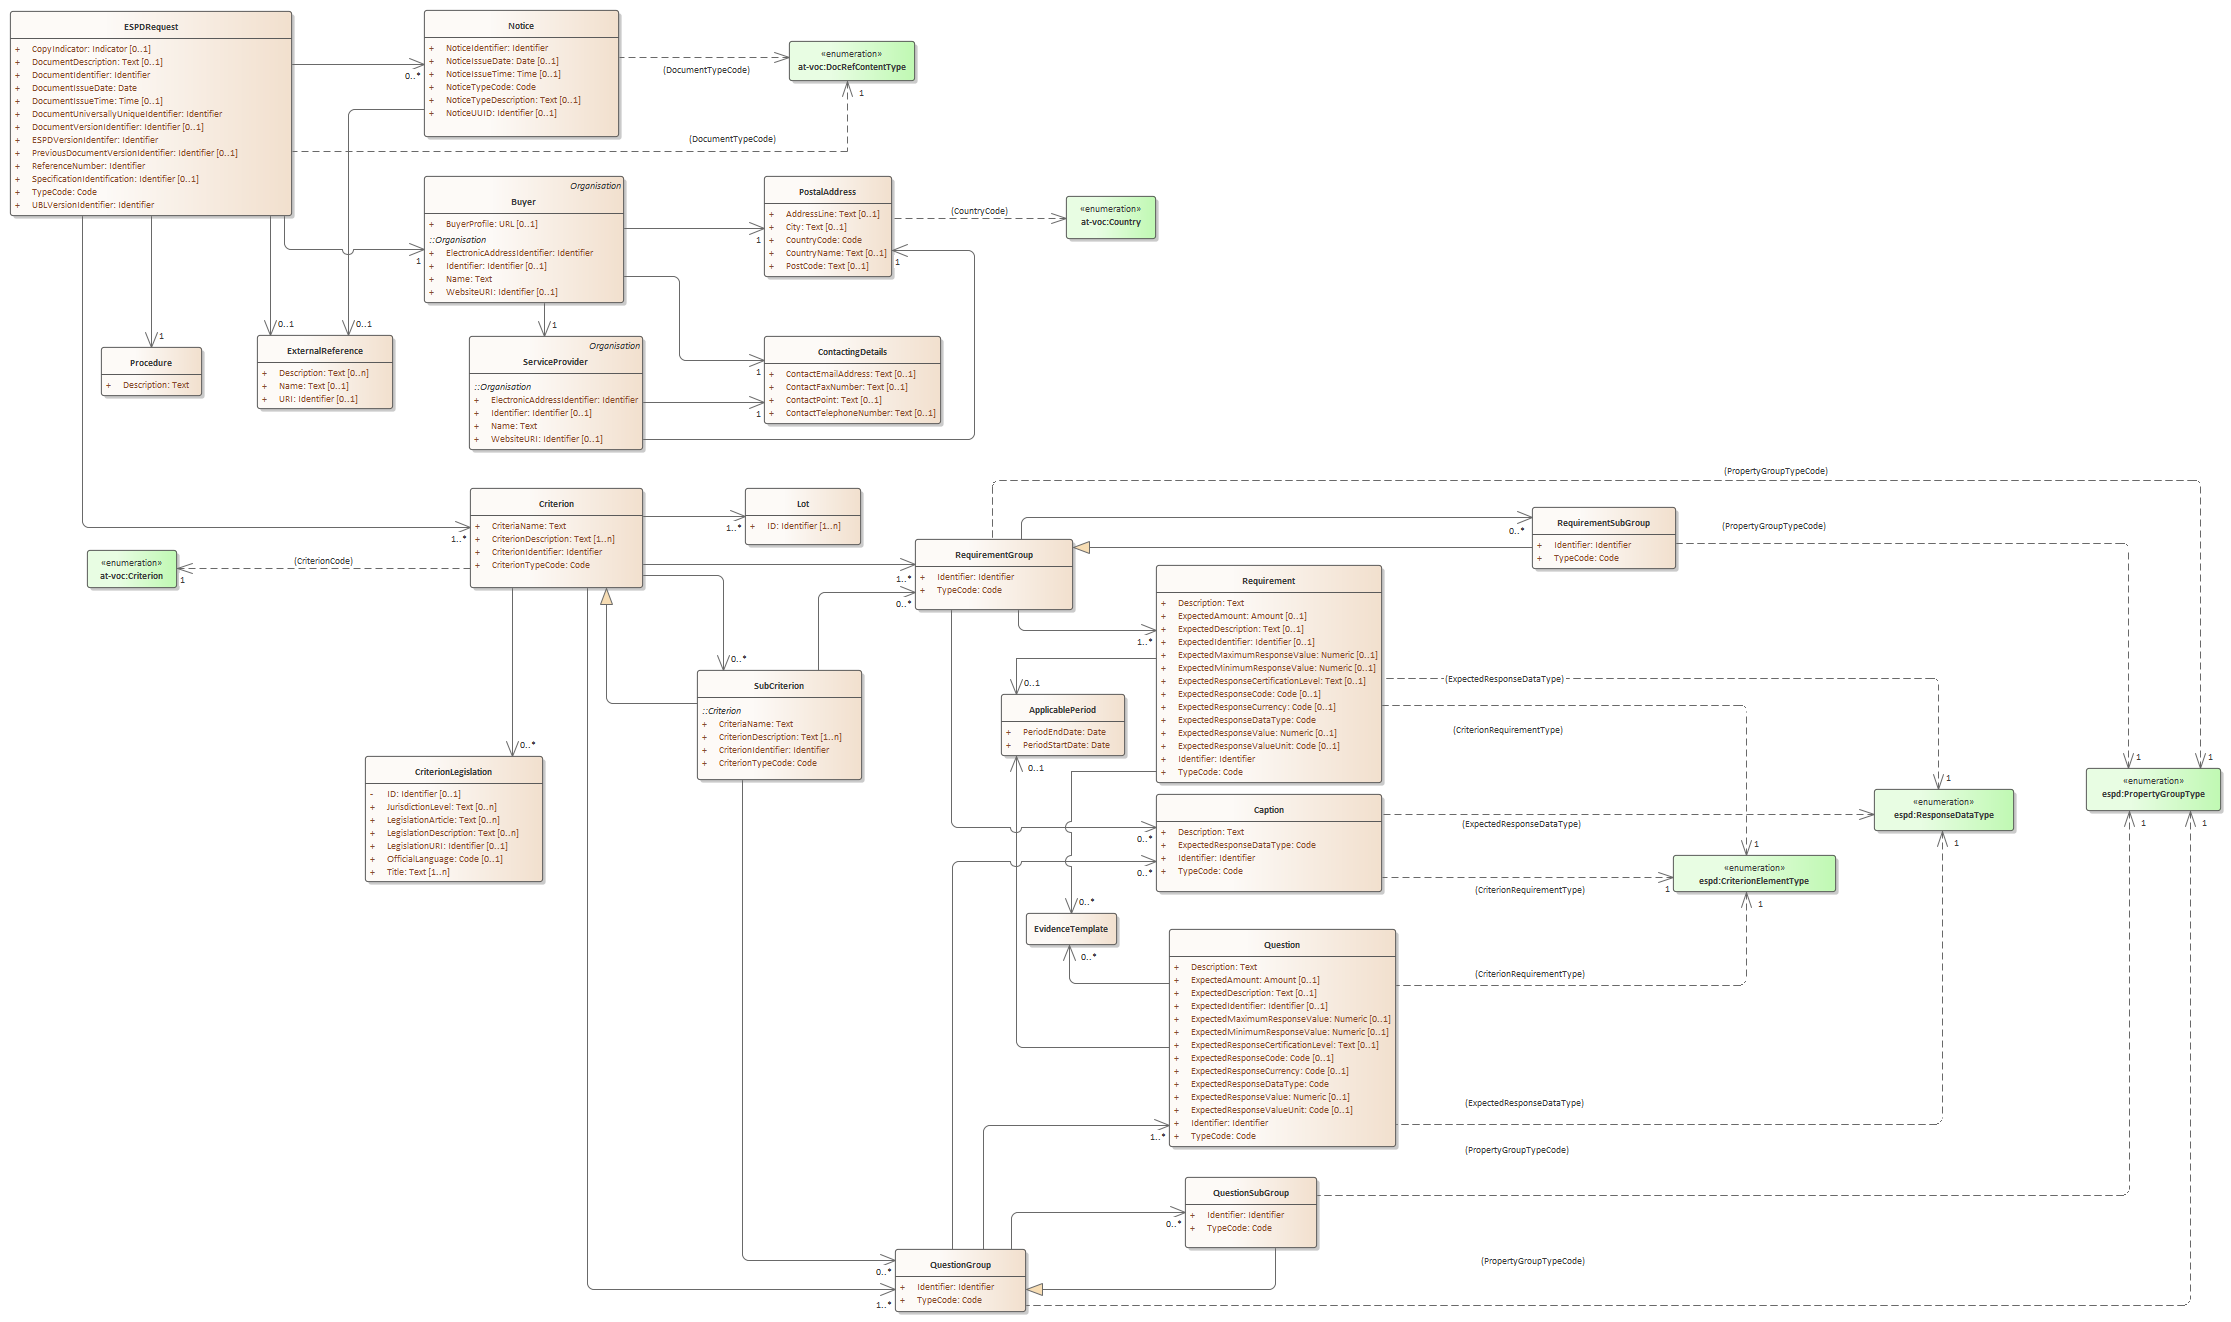 ESPDRequest
+ CopyIndicator: Indicator [0..1]
+ DocumentDescription: Text [0..1]
+ DocumentIdentifier: Identifier
+ DocumentIssueDate: Date
+ DocumentIssueTime: Time [0..1]
+ DocumentUniversallyUniqueIdentifier: Identifier
+ DocumentVersionIdentifier: Identifier [0..1]
+ ESPDVersionIdentifer: Identifier
+ PreviousDocumentVersionIdentifier: Identifier [0..1]
+ ReferenceNumber: Identifier
+ SpecificationIdentification: Identifier [0..1]
+ TypeCode: Code
+ UBLVersionIdentifier: Identifier
0..*
Notice
+ NoticeIdentifier: Identifier
+ NoticeIssueDate: Date [0..1]
+ NoticeIssueTime: Time [0..1]
+ NoticeTypeCode: Code
+ NoticeTypeDescription: Text [0..1]
+ NoticeUUID: Identifier [0..1]
(DocumentTypeCode)
«enumeration»
at-voc:DocRefContentType
1
(DocumentTypeCode)
1
Organisation
Buyer
+ BuyerProfile: URL [0..1]
::Organisation
+ ElectronicAddressIdentifier: Identifier
+ Identifier: Identifier [0..1]
+ Name: Text
+ WebsiteURI: Identifier [0..1]
1
PostalAddress
+ AddressLine: Text [0..1]
+ City: Text [0..1]
+ CountryCode: Code
+ CountryName: Text [0..1]
+ PostCode: Text [0..1]
1
(CountryCode)
«enumeration»
at-voc:Country
1
Procedure
+ Description: Text
0..1
0..1
ExternalReference
+ Description: Text [0..n]
+ Name: Text [0..1]
+ URI: Identifier [0..1]
1
Organisation
ServiceProvider
::Organisation
+ ElectronicAddressIdentifier: Identifier
+ Identifier: Identifier [0..1]
+ Name: Text
+ WebsiteURI: Identifier [0..1]
1
1
ContactingDetails
+ ContactEmailAddress: Text [0..1]
+ ContactFaxNumber: Text [0..1]
+ ContactPoint: Text [0..1]
+ ContactTelephoneNumber: Text [0..1]
1..*
Criterion
+ CriteriaName: Text
+ CriterionDescription: Text [1..n]
+ CriterionIdentifier: Identifier
+ CriterionTypeCode: Code
«enumeration»
at-voc:Criterion
1
(CriterionCode)
1..*
Lot
+ ID: Identifier [1..n]
1..*
0..*
RequirementGroup
+ Identifier: Identifier
+ TypeCode: Code
(PropertyGroupTypeCode)
0..*
RequirementSubGroup
+ Identifier: Identifier
+ TypeCode: Code
(PropertyGroupTypeCode)
1..*
Requirement
+ Description: Text
+ ExpectedAmount: Amount [0..1]
+ ExpectedDescription: Text [0..1]
+ ExpectedIdentifier: Identifier [0..1]
+ ExpectedMaximumResponseValue: Numeric [0..1]
+ ExpectedMinimumResponseValue: Numeric [0..1]
+ ExpectedResponseCertificationLevel: Text [0..1]
+ ExpectedResponseCode: Code [0..1]
+ ExpectedResponseCurrency: Code [0..1]
+ ExpectedResponseDataType: Code
+ ExpectedResponseValue: Numeric [0..1]
+ ExpectedResponseValueUnit: Code [0..1]
+ Identifier: Identifier
+ TypeCode: Code
(ExpectedResponseDataType)
(CriterionRequirementType)
0..*
SubCriterion
::Criterion
+ CriteriaName: Text
+ CriterionDescription: Text [1..n]
+ CriterionIdentifier: Identifier
+ CriterionTypeCode: Code
0..1
ApplicablePeriod
+ PeriodEndDate: Date
+ PeriodStartDate: Date
0..1
0..*
CriterionLegislation
- ID: Identifier [0..1]
+ JurisdictionLevel: Text [0..n]
+ LegislationArticle: Text [0..n]
+ LegislationDescription: Text [0..n]
+ LegislationURI: Identifier [0..1]
+ OfficialLanguage: Code [0..1]
+ Title: Text [1..n]
0..*
0..*
Caption
+ Description: Text
+ ExpectedResponseDataType: Code
+ Identifier: Identifier
+ TypeCode: Code
(ExpectedResponseDataType)
(CriterionRequirementType)
1
«enumeration»
espd:ResponseDataType
1
1
1
«enumeration»
espd:PropertyGroupType
1
1
1
1
«enumeration»
espd:CriterionElementType
1
0..*
EvidenceTemplate
0..*
Question
+ Description: Text
+ ExpectedAmount: Amount [0..1]
+ ExpectedDescription: Text [0..1]
+ ExpectedIdentifier: Identifier [0..1]
+ ExpectedMaximumResponseValue: Numeric [0..1]
+ ExpectedMinimumResponseValue: Numeric [0..1]
+ ExpectedResponseCertificationLevel: Text [0..1]
+ ExpectedResponseCode: Code [0..1]
+ ExpectedResponseCurrency: Code [0..1]
+ ExpectedResponseDataType: Code
+ ExpectedResponseValue: Numeric [0..1]
+ ExpectedResponseValueUnit: Code [0..1]
+ Identifier: Identifier
+ TypeCode: Code
1..*
(CriterionRequirementType)
(ExpectedResponseDataType)
(PropertyGroupTypeCode)
0..*
QuestionSubGroup
+ Identifier: Identifier
+ TypeCode: Code
0..*
1..*
QuestionGroup
+ Identifier: Identifier
+ TypeCode: Code
(PropertyGroupTypeCode)